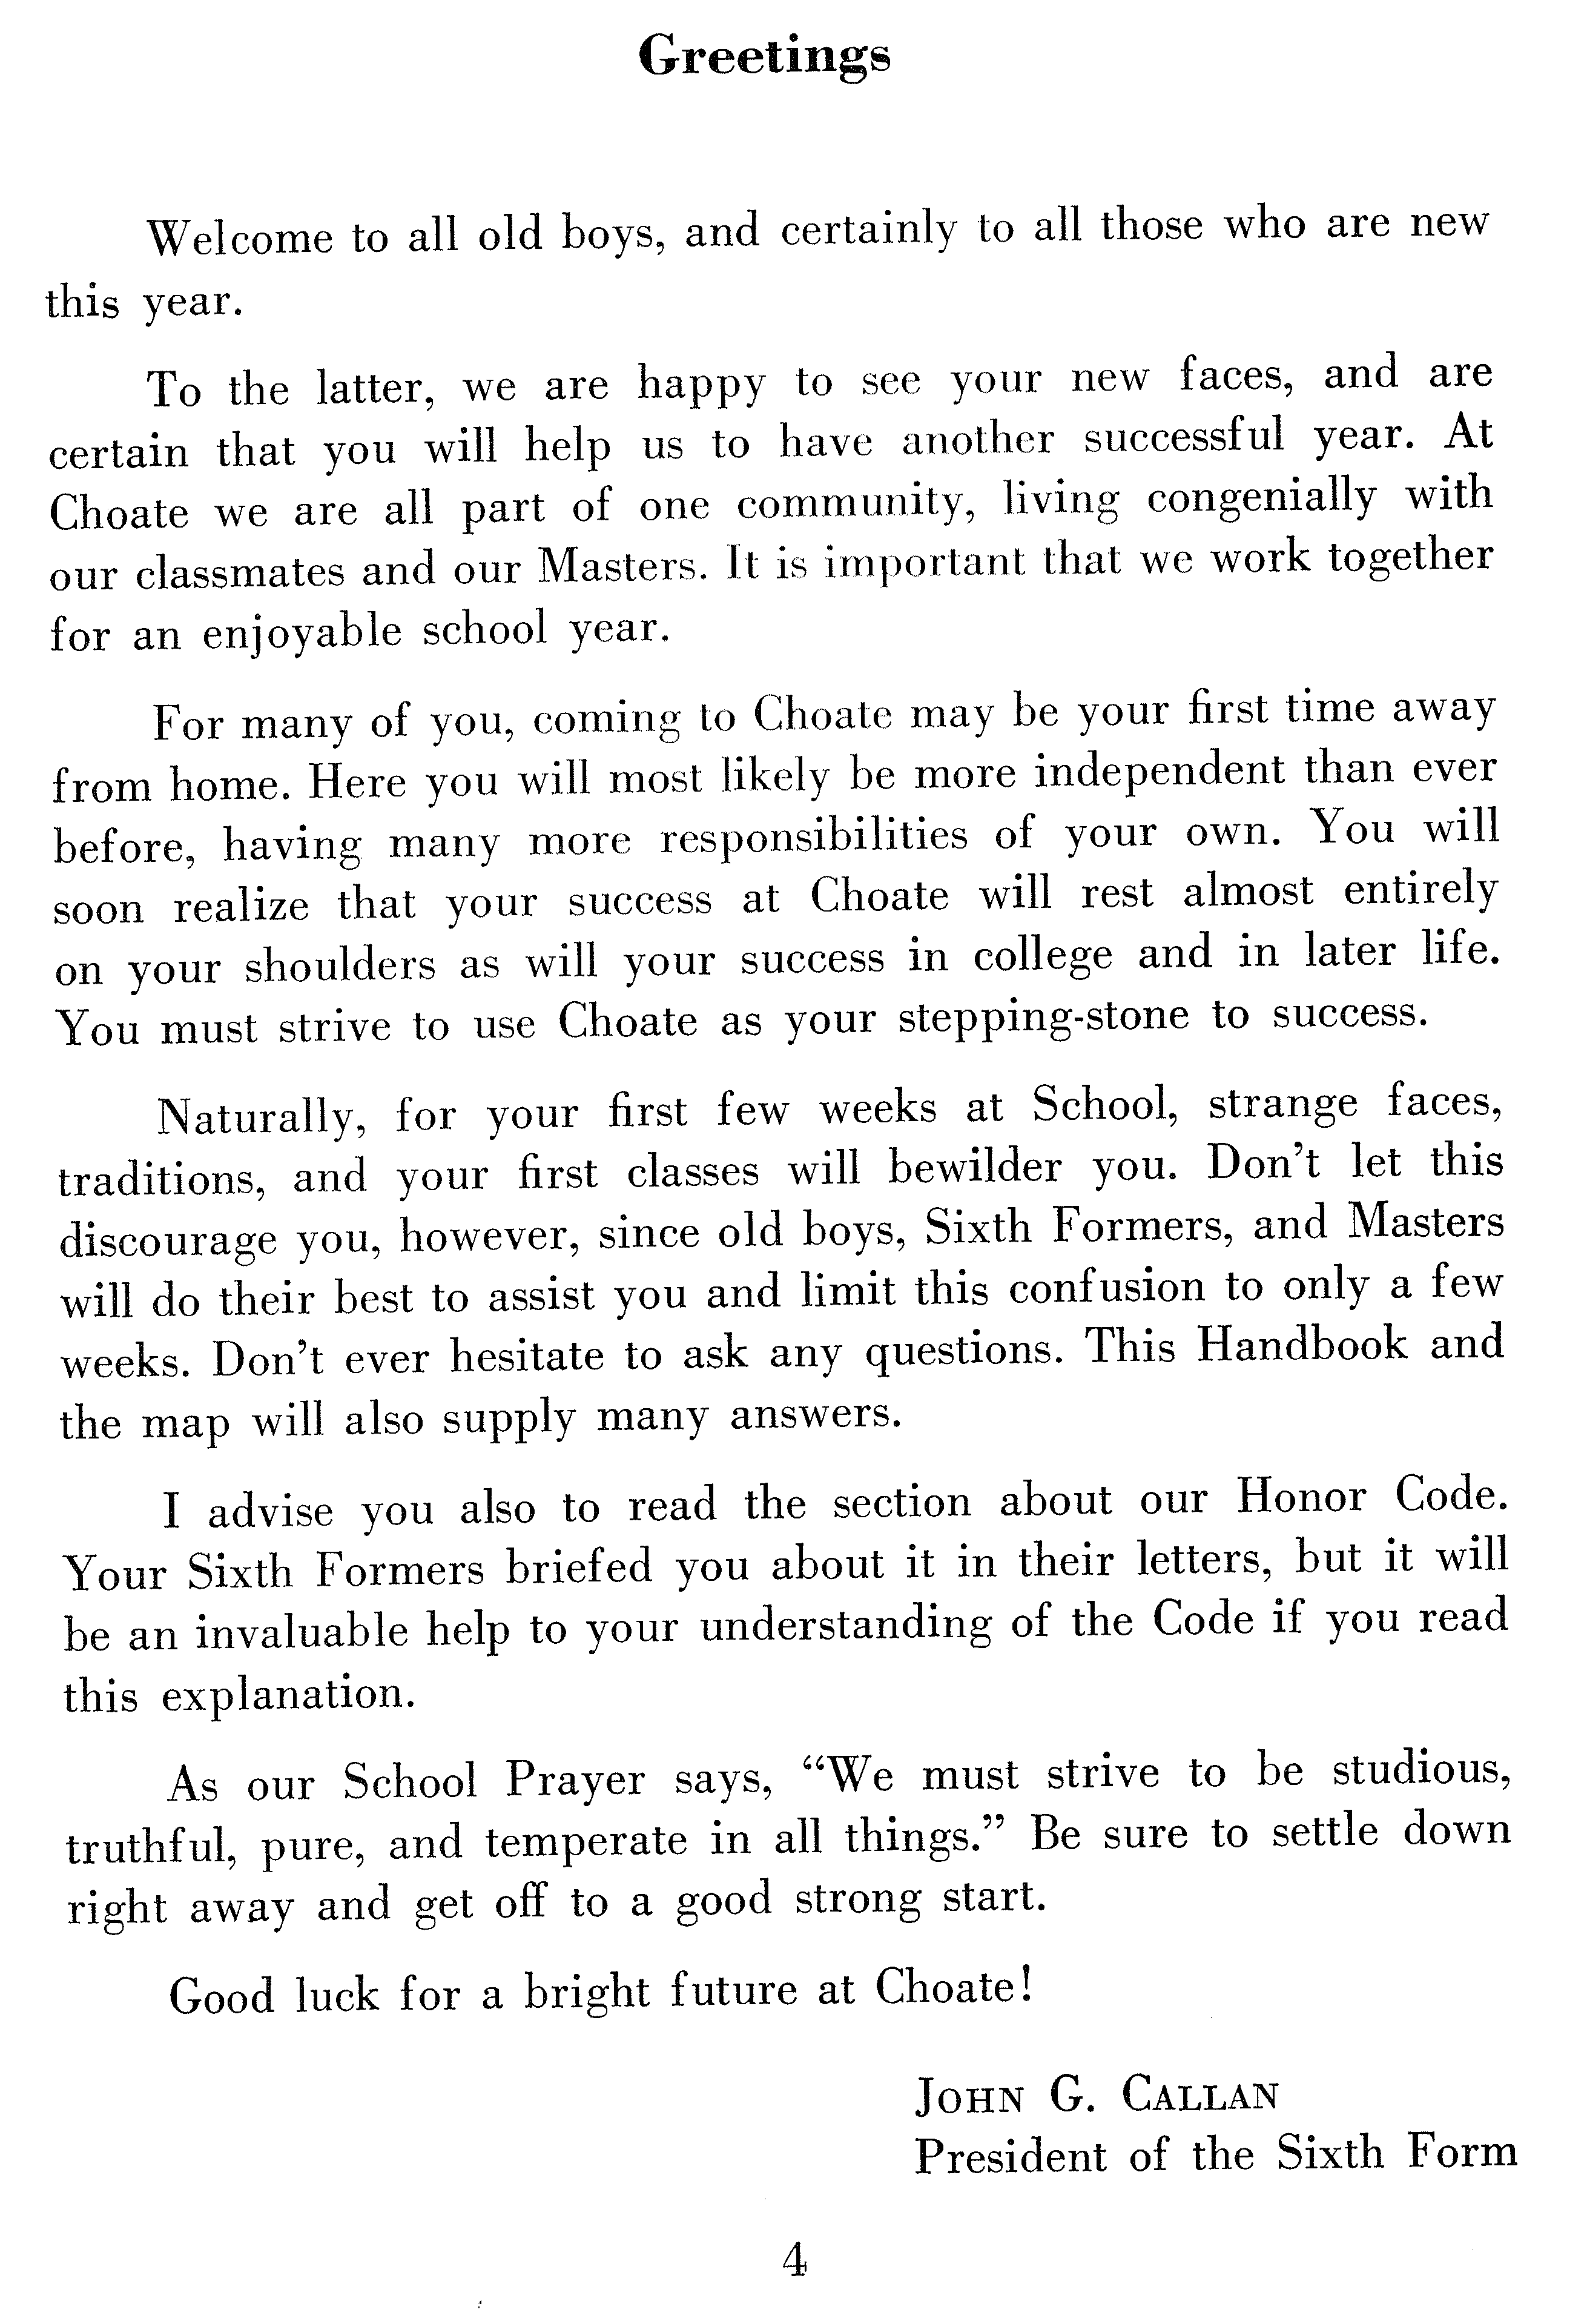 Greetings
Welcome to all old boys, and certainly to all those who are new
this year.
To the latter, we are happy to see your new faces, and are
certain that you will help us to have another successful year. At
Choate we are all part of one community, living congenially with
our classmates and our Masters. It is important that we work together
for an enjoyable school year.
For many of you, coming to Choate may be your first time away
from home. Here you will most likely be more independent than ever
before, having many more responsibilities of your own. You will
soon realize that your success at Choate will rest almost entirely
on your shoulders as will your success in college and in later life.
You must strive to use Choate as your stepping-stone to success.
Naturally, for your first few weeks at School, strange faces,
traditions, and your first classes will bewilder you. Don't let this
discourage you, however, since old boys, Sixth Formers, and Masters
will do their best to assist you and limit this confusion to only a few
weeks. Don't ever hesitate to ask any questions. This Handbook and
the map will also supply many answers.
I advise you also to read the section about our Honor Code.
Your Sixth Formers briefed you about it in their letters, but it will
be an invaluable help to your understanding of the Code if you read
this explanation.
As our School Prayer says, “We must strive to be studious,
truthful, pure, and temperate in all things.” Be sure to settle down
right away and get off to a good strong start.
Good luck for a bright future at Choate!
JOHN G. CALLAN
President of the Sixth Form
4